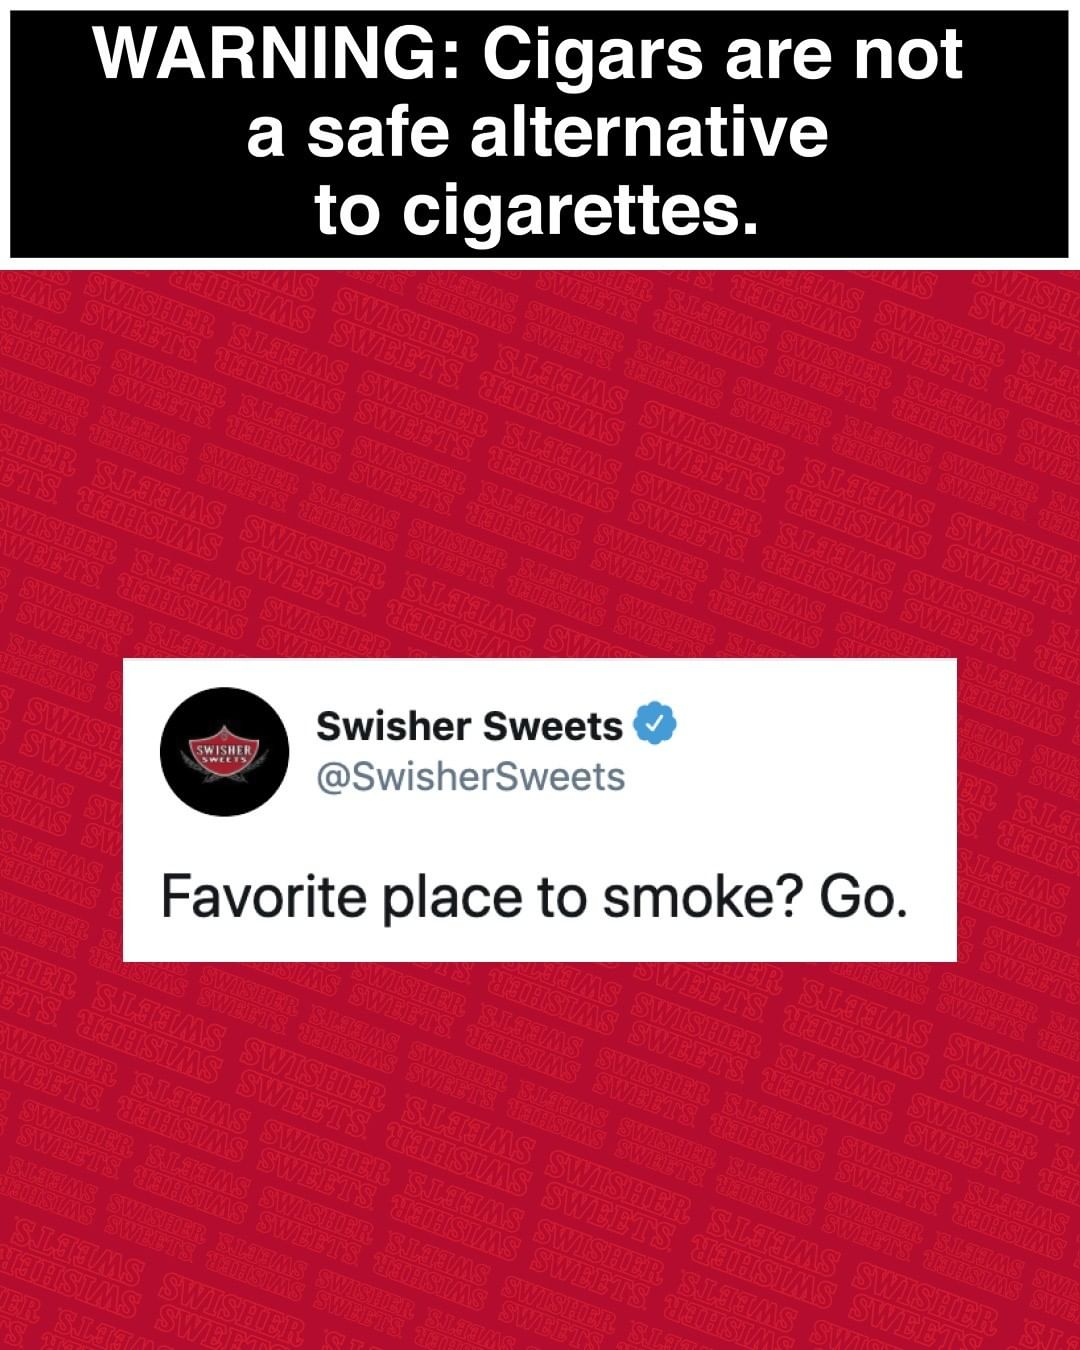 WARNING: Cigars are not
a safe alternative
to cigarettes.
SWISHER
SWEETS
Swisher Sweets
@SwisherSweets
Favorite place to smoke? Go.